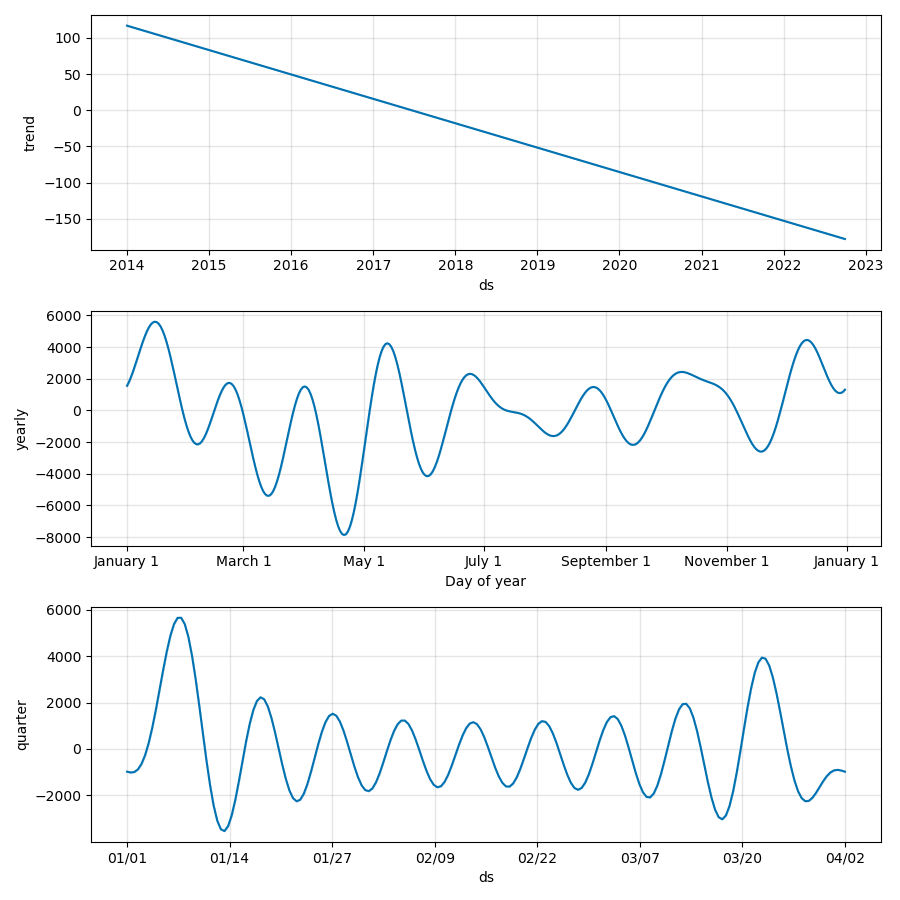 100
50
0
−50
−100
−150
trend
2014 2015 2016 2017 2018 2019 2020 2021 2022 2023
ds
6000
4000
2000
0
−2000
−4000
−6000
−8000
yearly
January 1 March 1 May 1 July 1 September 1 November 1 January 1
Day of year
6000
4000
2000
0
−2000
quarter
01/01 01/14 01/27 02/09 02/22 03/07 03/20 04/02
ds